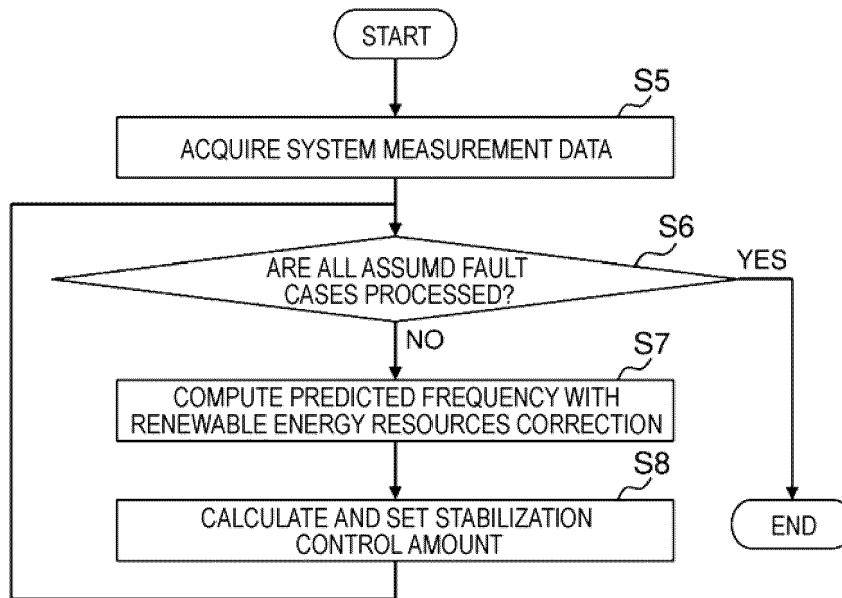 START
S5
ACQUIRE SYSTEM MEASUREMENT DATA
S6
ARE ALL ASSUMD FAULT
CASES PROCESSED?
YES
NO
S7
COMPUTE PREDICTED FREQUENCY WITH
RENEWABLE ENERGY RESOURCES CORRECTION
S8
CALCULATE AND SET STABILIZATION
CONTROL AMOUNT
END